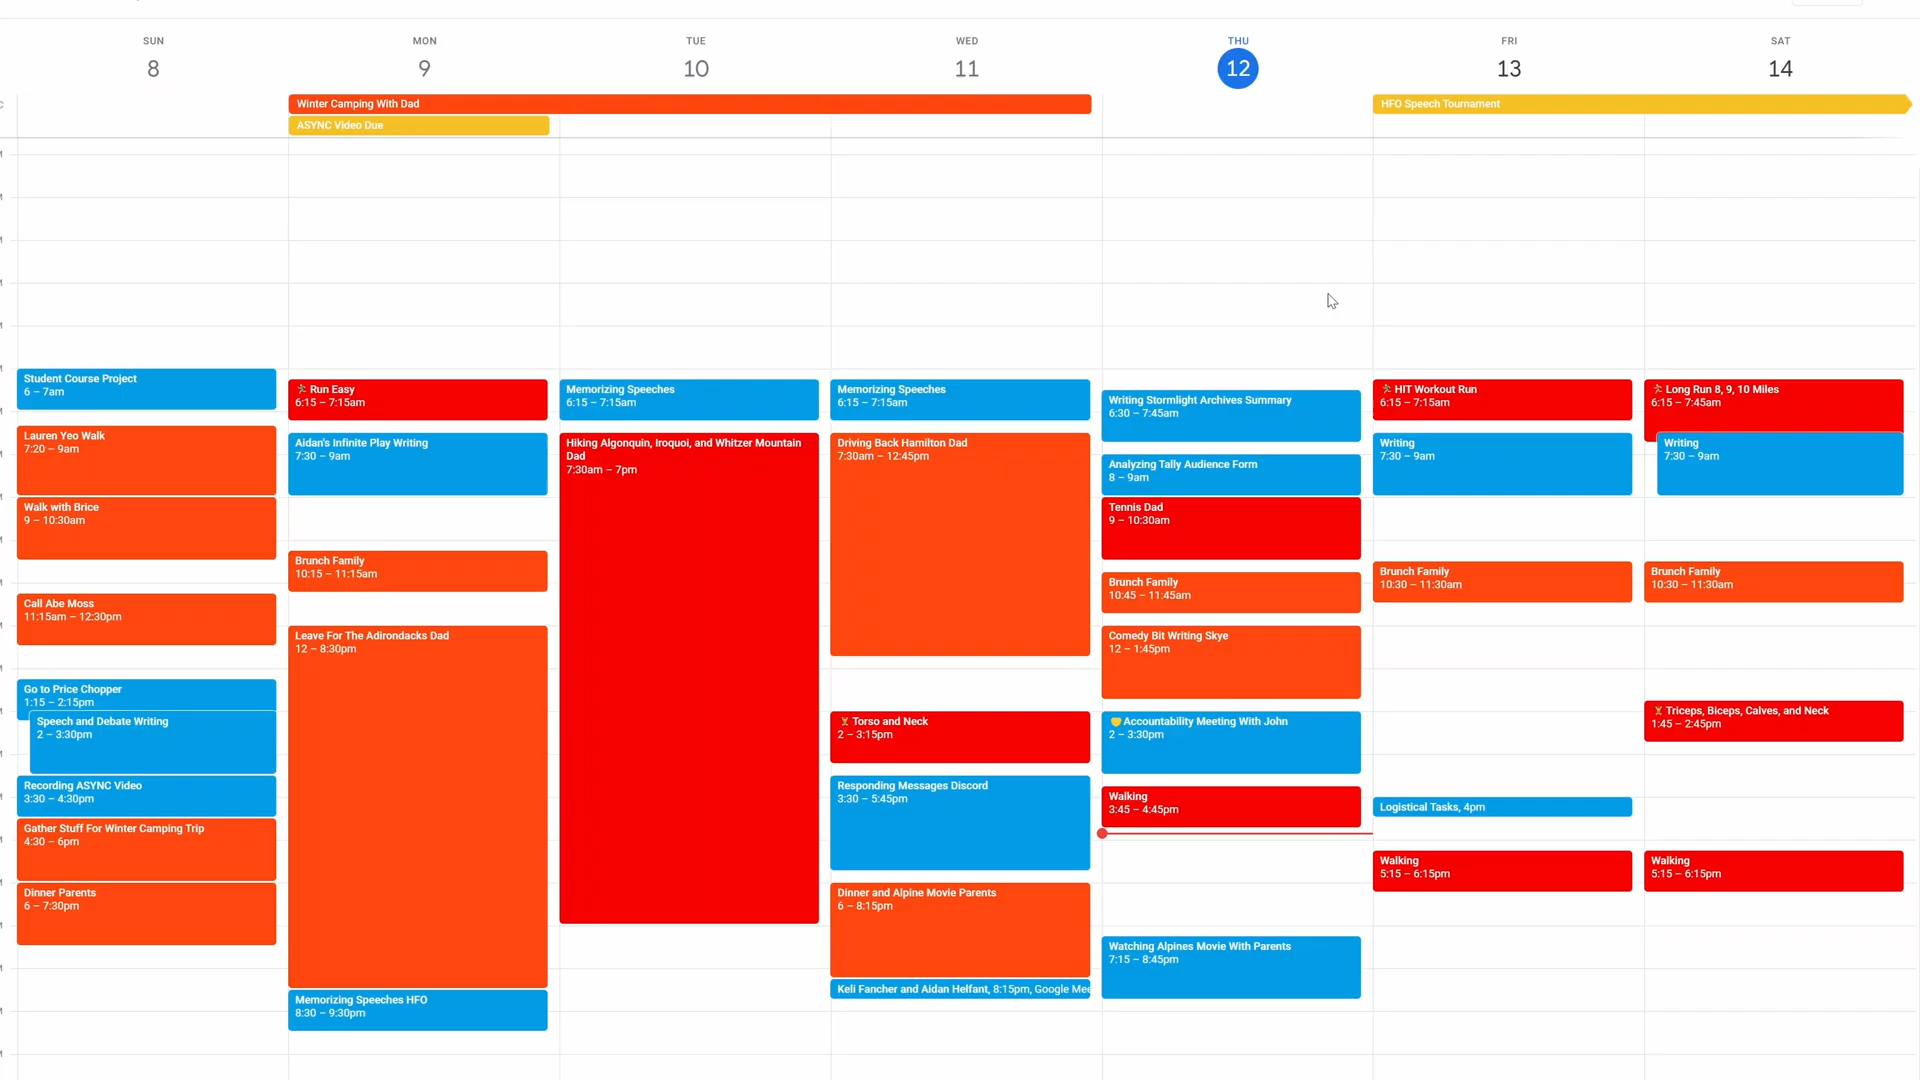 SUN
8
MON
9
TUE
10
WED
11
THU
12
FRI
13
SAT
14
Winter Camping With Dad
HFO Speech Tournament
ASYNC Video Due
Student Course Project
6 – 7am
Lauren Yeo Walk
7:20 – 9am
Walk with Brice
9 – 10:30am
Call Abe Moss
11:15am – 12:30pm
Go to Price Chopper
1:15 – 2:15pm
Speech and Debate Writing
2 – 3:30pm
Recording ASYNC Video
3:30 – 4:30pm
Gather Stuff For Winter Camping Trip
4:30 – 6pm
Dinner Parents
6 – 7:30pm
Run Easy
6:15 – 7:15am
Aidan's Infinite Play Writing
7:30 – 9am
Brunch Family
10:15 – 11:15am
Leave For The Adirondacks Dad
12 – 8:30pm
Memorizing Speeches HFO
8:30 – 9:30pm
Memorizing Speeches
6:15 – 7:15am
Hiking Algonquin, Iroquoi, and Whitzer Mountain
Dad
7:30am – 7pm
Memorizing Speeches
6:15 – 7:15am
Driving Back Hamilton Dad
7:30am – 12:45pm
Torso and Neck
2 – 3:15pm
Responding Messages Discord
3:30 – 5:45pm
Dinner and Alpine Movie Parents
6 – 8:15pm
Keli Fancher and Aidan Helfant, 8:15pm, Google Mee
Writing Stormlight Archives Summary
6:30 – 7:45am
Analyzing Tally Audience Form
8 – 9am
Tennis Dad
9 – 10:30am
Brunch Family
10:45 – 11:45am
Comedy Bit Writing Skye
12 – 1:45pm
Accountability Meeting With John
2 – 3:30pm
Walking
3:45 – 4:45pm
Watching Alpines Movie With Parents
7:15 – 8:45pm
HIT Workout Run
6:15 – 7:15am
Writing
7:30 – 9am
Brunch Family
10:30 – 11:30am
Logistical Tasks, 4pm
Walking
5:15 – 6:15pm
Long Run 8, 9, 10 Miles
6:15 – 7:45am
Writing
7:30 – 9am
Brunch Family
10:30 – 11:30am
Triceps, Biceps, Calves, and Neck
1:45 – 2:45pm
Walking
5:15 – 6:15pm